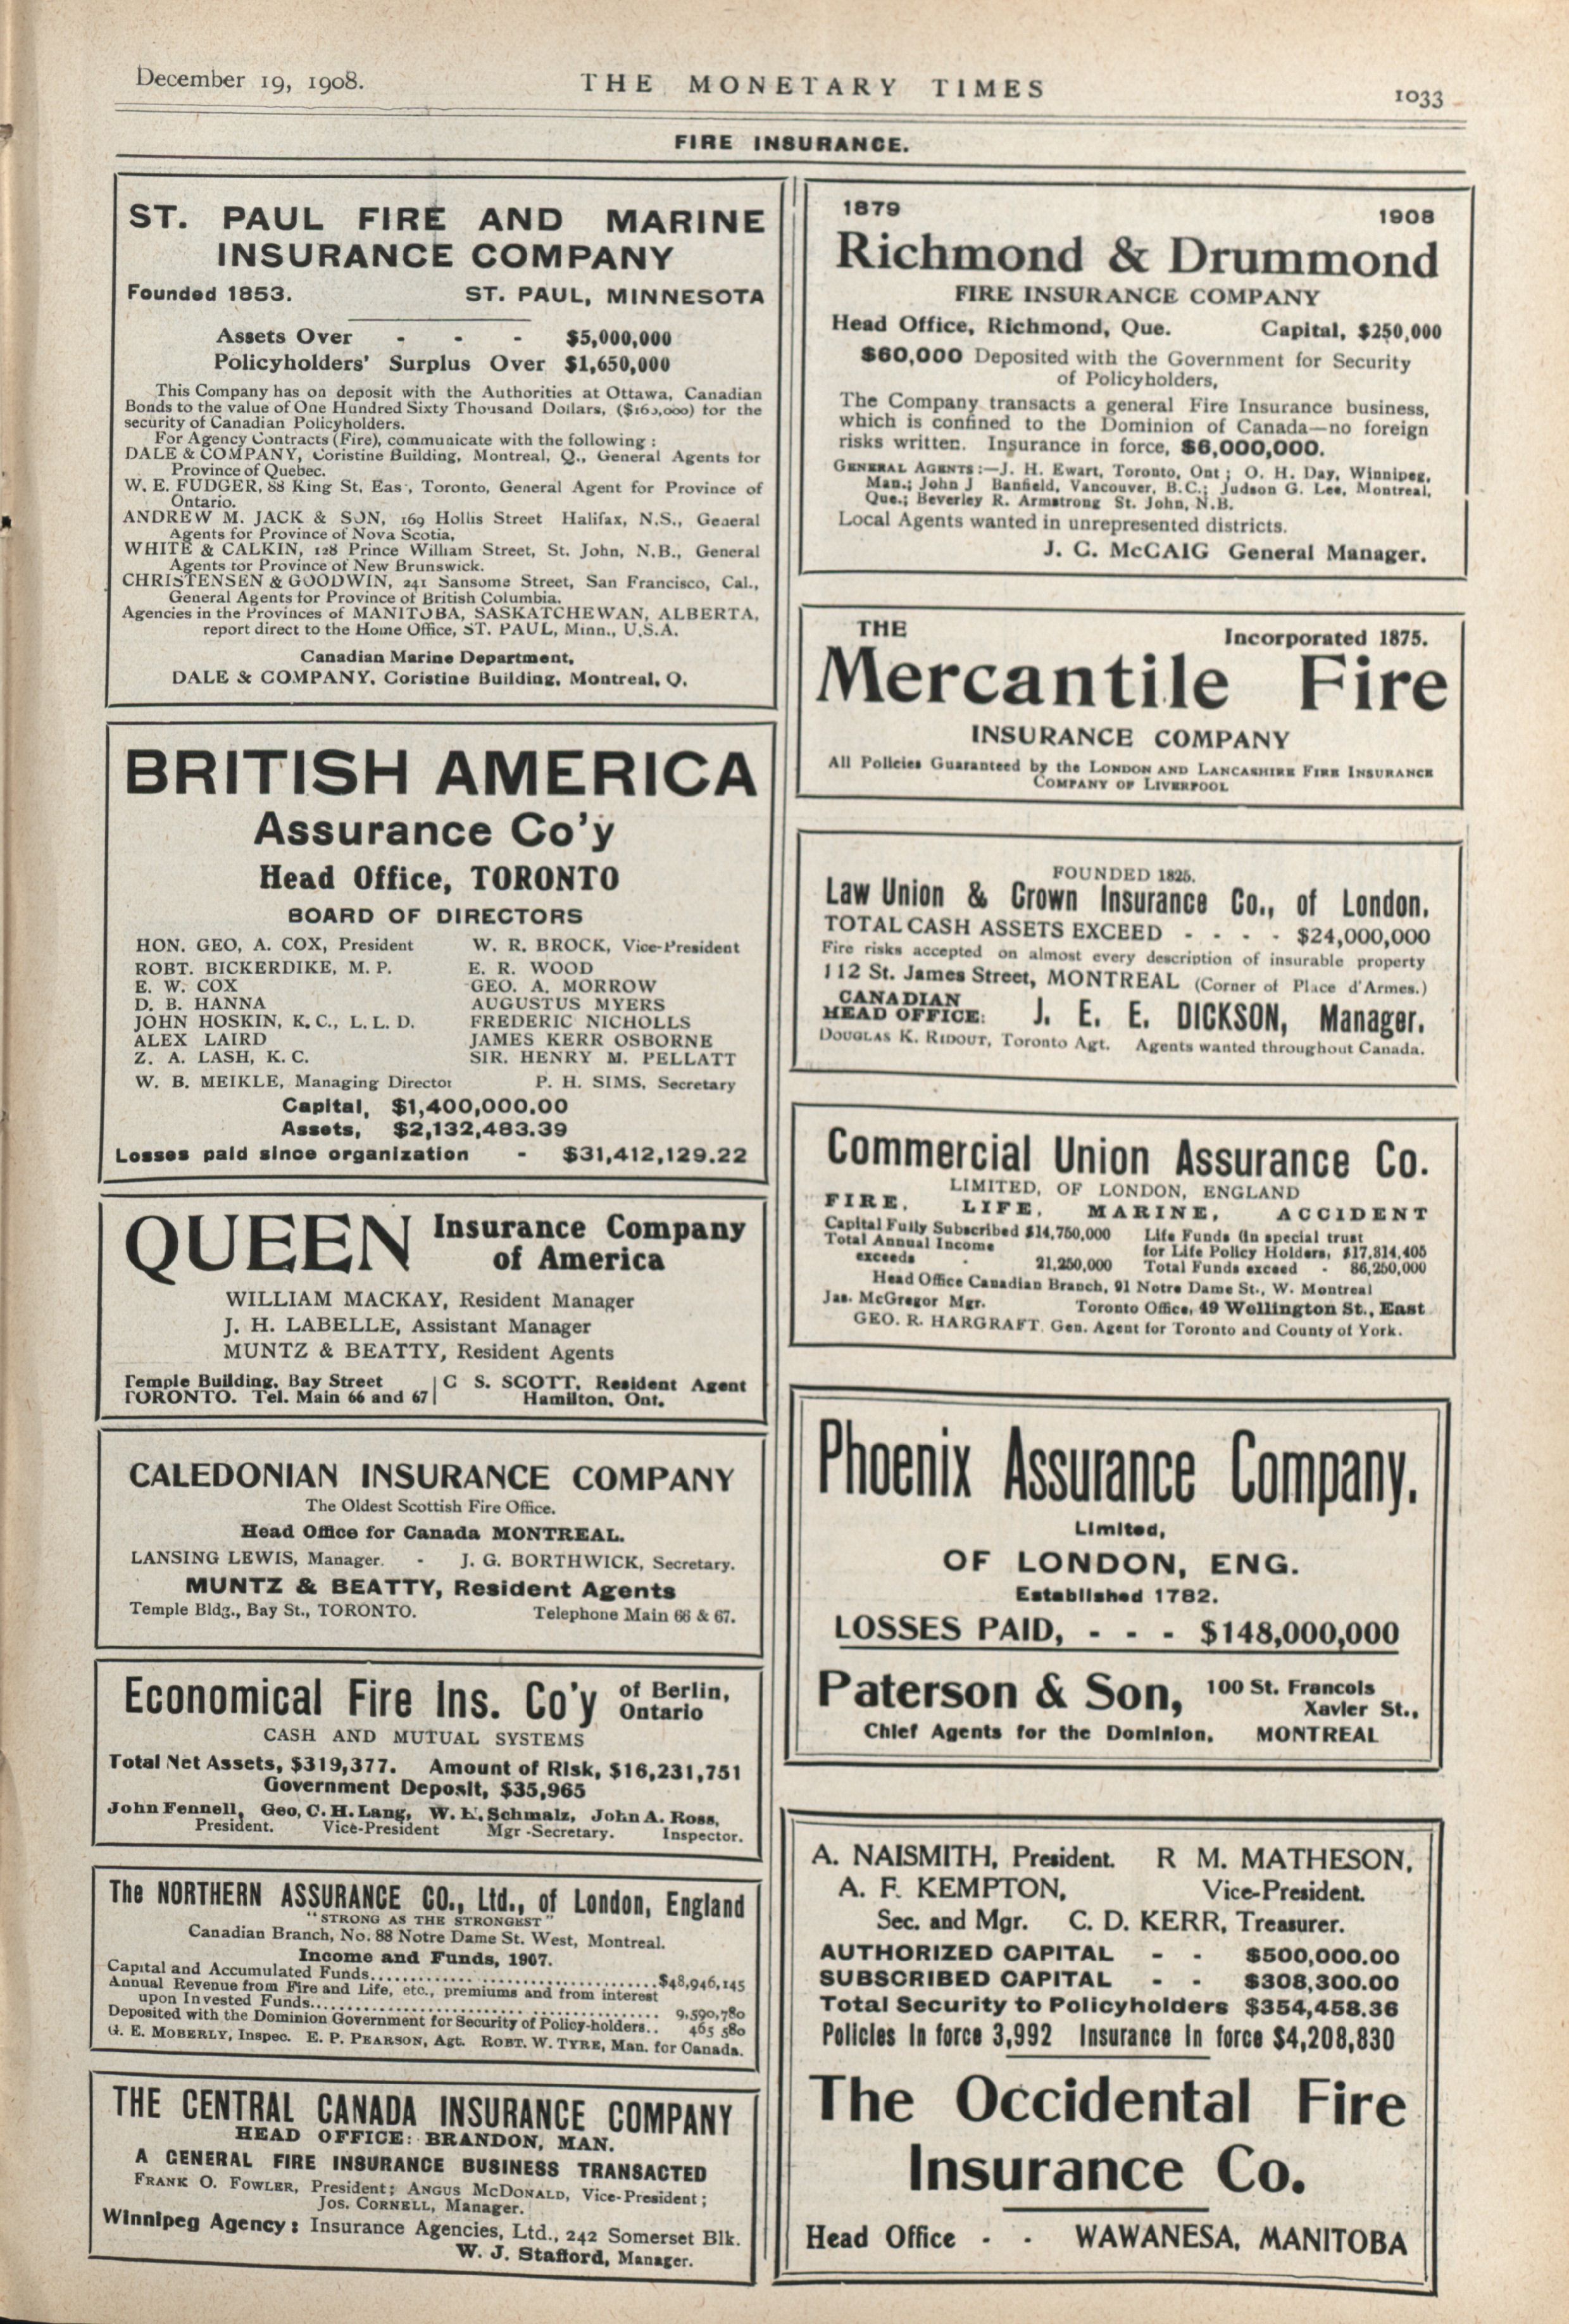 December 19, 1908.
THE MONETARY TIMES
1033
FIRE INSURANCE.
ST. PAUL FIRE AND MARINE
INSURANCE COMPANY
Founded 1853. ST. PAUL, MINNESOTA
Assets Over - - - $5,000,000
Policyholders' Surplus Over $1,650,000
This Company has on deposit with the Authorities at Ottawa, Canadian
Bonds to the value of One Hundred Sixty Thousand Dollars, ($160,000) for the
security of Canadian Policyholders.
For Agency Contracts (Fire), communicate with the following :
DALE & COMPANY, Coristine Building, Montreal, Q., General Agents for
Province of Quebec.
W. E. FUDGER, 88 King St, Eas, Toronto, General Agent for Province of
Ontario.
ANDREW M. JACK & SON, 169 Hollis Street Halifax, N.S., General
Agents for Province of Nova Scotia,
WHITE & CALKIN, 128 Prince William Street, St. John, N.B., General
Agents for Province of New Brunswick.
CHRISTENSEN & GOODWIN, 241 Sansome Street, San Francisco, Cal.,
General Agents for Province of British Columbia.
Agencies in the Provinces of MANITOBA, SASKATCHEWAN, ALBERTA,
report direct to the Home Office, ST. PAUL, Minn., U.S.A.
Canadian Marine Department,
DALE & COMPANY, Coristine Building, Montreal, Q.
BRITISH AMERICA
Assurance Co'y
Head Office, TORONTO
BOARD OF DIRECTORS
HON. GEO, A. COX, President W. R. BROCK, Vice-President
ROBT. BICKERDIKE, M. P. E. R. WOOD
E. W. COX GEO. A. MORROW
D. B. HANNA AUGUSTUS MYERS
JOHN HOSKIN, K. C., L. L. D. FREDERIC NICHOLLS
ALEX LAIRD JAMES KERR OSBORNE
Z. A. LASH, K. C. SIR. HENRY M. PELLATT
W. B. MEIKLE, Managing Director P. H. SIMS, Secretary
Capital, $1,400,000.00
Assets, $2,132,483.39
Losses paid since organization - $31,412,129.22
QUEEN Insurance Company
of America
WILLIAM MACKAY, Resident Manager
J. H. LABELLE, Assistant Manager
MUNTZ & BEATTY, Resident Agents
Temple Building, Bay Street C S. SCOTT, Resident Agent
TORONTO. Tel. Main 66 and 67 Hamilton, Ont.
CALEDONIAN INSURANCE COMPANY
The Oldest Scottish Fire Office.
Head Office for Canada MONTREAL.
LANSING LEWIS, Manager. - J. G. BORTHWICK, Secretary.
MUNTZ & BEATTY, Resident Agents
Temple Bldg., Bay St., TORONTO. Telephone Main 66 & 67.
Economical Fire Ins. Co'y of Berlin,
Ontario
CASH AND MUTUAL SYSTEMS
Total Net Assets, $319,377. Amount of Risk, $16,231,751
Government Deposit, $35,965
John Fennell, Geo, C. H. Lang, W. H. Schmalz, John A. Ross,
President. Vice-President Mgr -Secretary. Inspector.
The NORTHERN ASSURANCE CO., Ltd., of London, England
"STRONG AS THE STRONGEST"
Canadian Branch, No. 88 Notre Dame St. West, Montreal.
Income and Funds, 1907.
Capital and Accumulated Funds.......$48,946,145
Annual Revenue from Fire and Life, etc., premiums and from interest
upon Invested Funds....... 9,590,780
Deposited with the Dominion Government for Security of Policy-holders.. 465 580
G. E. MOBERLY, Inspec. E. P. PEARSON, Agt. ROBT. W. TYRE, Man. for Canada.
THE CENTRAL CANADA INSURANCE COMPANY
HEAD OFFICE: BRANDON, MAN.
A GENERAL FIRE INSURANCE BUSINESS TRANSACTED
FRANK O. FOWLER, President; ANGUS MCDONALD, Vice-President ;
JOS. CORNELL, Manager.
Winnipeg Agency: Insurance Agencies, Ltd., 242 Somerset Blk.
W. J. Stafford, Manager.
1879 1908
Richmond & Drummond
FIRE INSURANCE COMPANY
Head Office, Richmond, Que. Capital, $250,000
$60,000 Deposited with the Government for Security
of Policyholders,
The Company transacts a general Fire Insurance business,
which is confined to the Dominion of Canada—no foreign
risks written. Insurance in force, $6,000,000.
GENERAL AGENTS:—J. H. Ewart, Toronto, Ont ; O. H. Day, Winnipeg,
Man.; John J Banfield, Vancouver, B.C.; Judson G. Lee, Montreal,
Que.; Beverley R. Armstrong St. John, N.B.
Local Agents wanted in unrepresented districts.
J. C. McCAIG General Manager.
THE Incorporated 1875.
Mercantile Fire
INSURANCE COMPANY
All Policies Guaranteed by the LONDON AND LANCASHIRE FIRE INSURANCE
COMPANY OF LIVERPOOL
FOUNDED 1825.
Law Union & Crown Insurance Co., of London.
TOTAL CASH ASSETS EXCEED - - - - $24,000,000
Fire risks accepted on almost every description of insurable property
112 St. James Street, MONTREAL (Corner of Place d'Armes.)
CANADIAN
HEAD OFFICE: J. E. E. DICKSON, Manager.
DOUGLAS K. RIDOUT, Toronto Agt. Agents wanted throughout Canada.
Commercial Union Assurance Co.
LIMITED, OF LONDON, ENGLAND
FIRE, LIFE, MARINE, ACCIDENT
Capital Fully Subscribed $14,750,000 Life Funds (in special trust
Total Annual Income for Life Policy Holders, $17,314,405
exceeds - 21,250,000 Total Funds exceed - 86,250,000
Head Office Canadian Branch, 91 Notre Dame St., W. Montreal
Jas. McGregor Mgr. Toronto Office, 49 Wellington St., East
GEO. R. HARGRAFT, Gen. Agent for Toronto and County of York.
Phoenix Assurance Company.
Limited,
OF LONDON, ENG.
Established 1782.
LOSSES PAID, - - - $148,000,000
Paterson & Son, 100 St. Francois
Xavier St.,
Chief Agents for the Dominion, MONTREAL
A. NAISMITH, President. R M. MATHESON,
A. F. KEMPTON, Vice-President.
Sec. and Mgr. C. D. KERR, Treasurer.
AUTHORIZED CAPITAL - - $500,000.00
SUBSCRIBED CAPITAL - - $308,300.00
Total Security to Policyholders $354,458.36
Policies in force 3,992 Insurance in force $4,208,830
The Occidental Fire
Insurance Co.
Head Office - - WAWANESA, MANITOBA